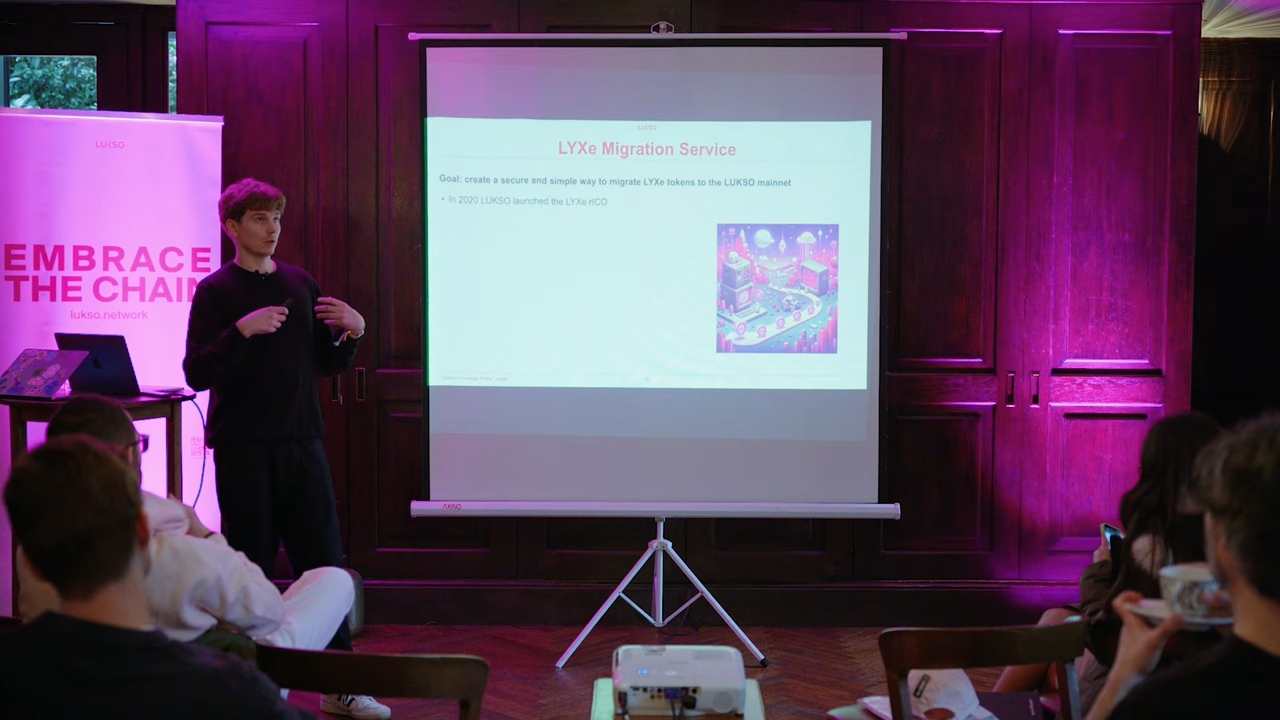 LUKSO
EMBRACE
THE CHAIN
lukso.network
LUKSO
LYXe Migration Service
Goal: create a secure and simple way to migrate LYXe tokens to the LUKSO mainnet
• In 2020 LUKSO launched the LYXe rICO